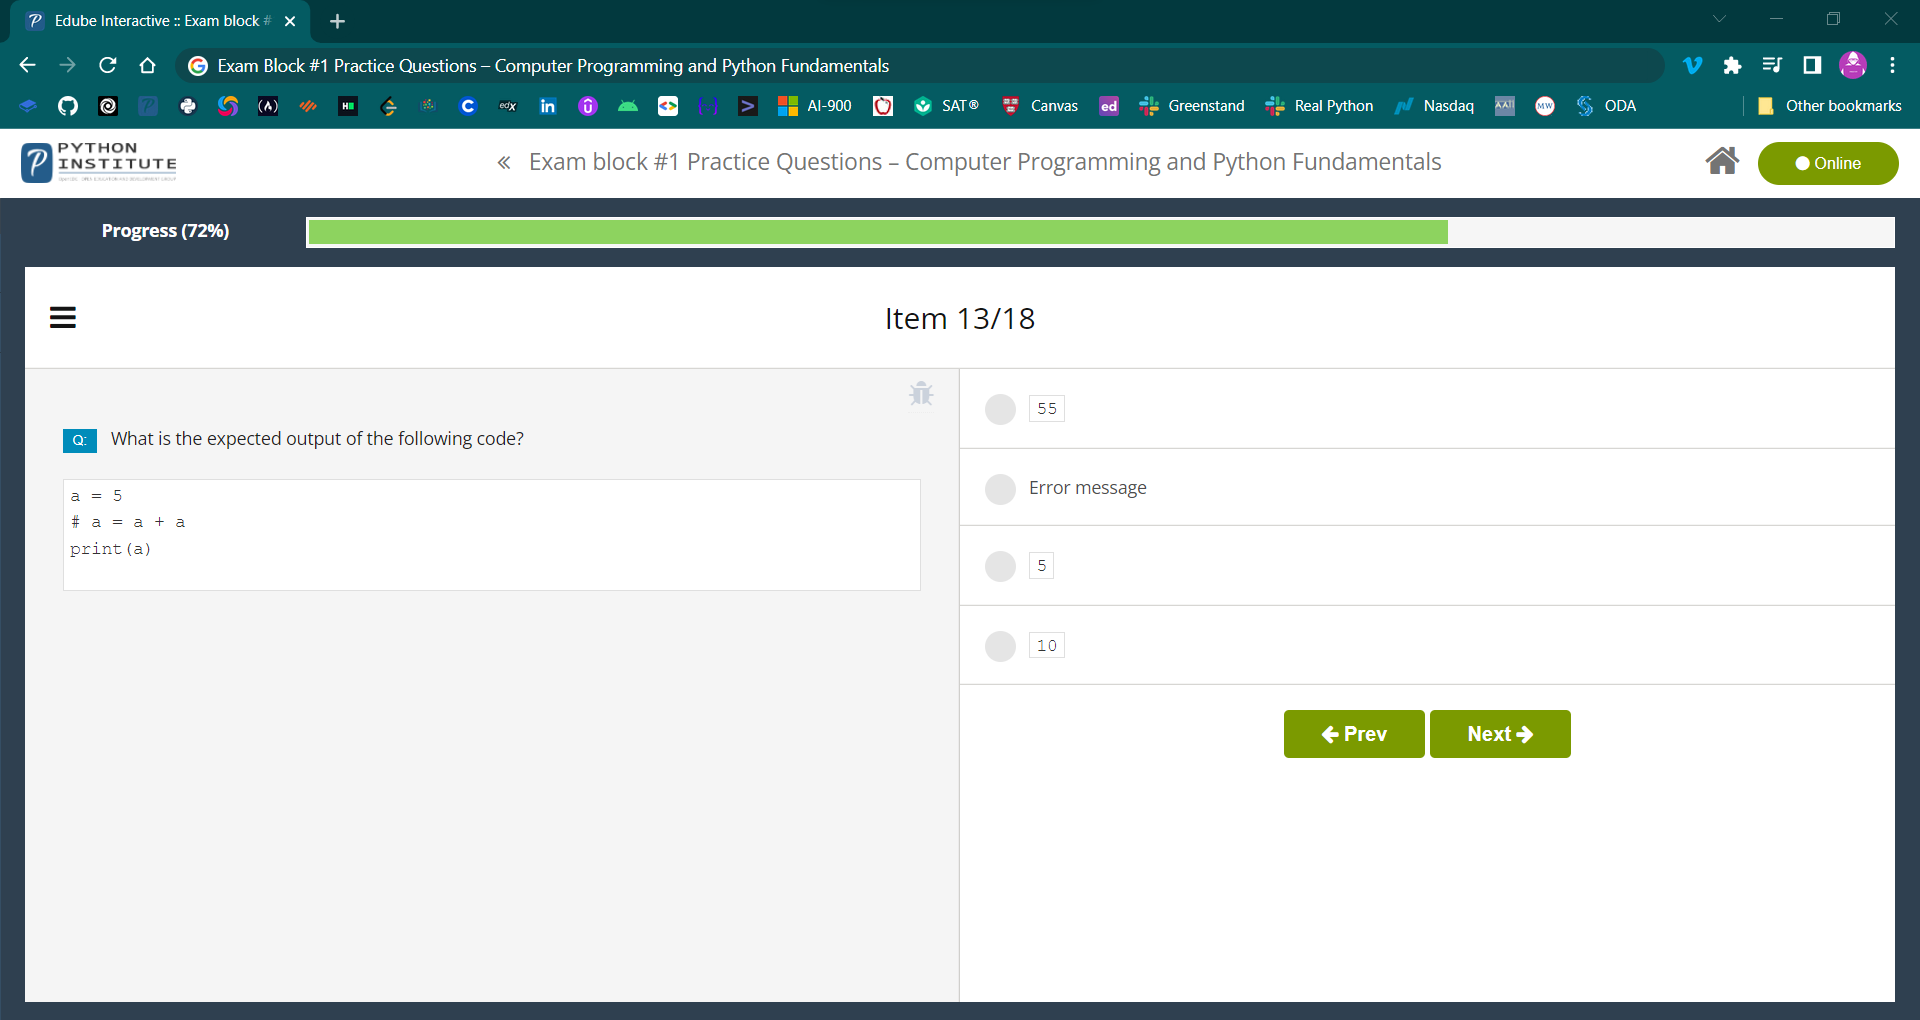 Edube Interactive :: Exam block #
Exam Block #1 Practice Questions – Computer Programming and Python Fundamentals
AI-900
SAT®
Canvas
ed
Greenstand
Real Python
Nasdaq
MW
ODA
Other bookmarks
PYTHON
INSTITUTE
« Exam block #1 Practice Questions – Computer Programming and Python Fundamentals
Online
Progress (72%)
Item 13/18
Q: What is the expected output of the following code?
a = 5
# a = a + a
print(a)
55
Error message
5
10
Prev
Next